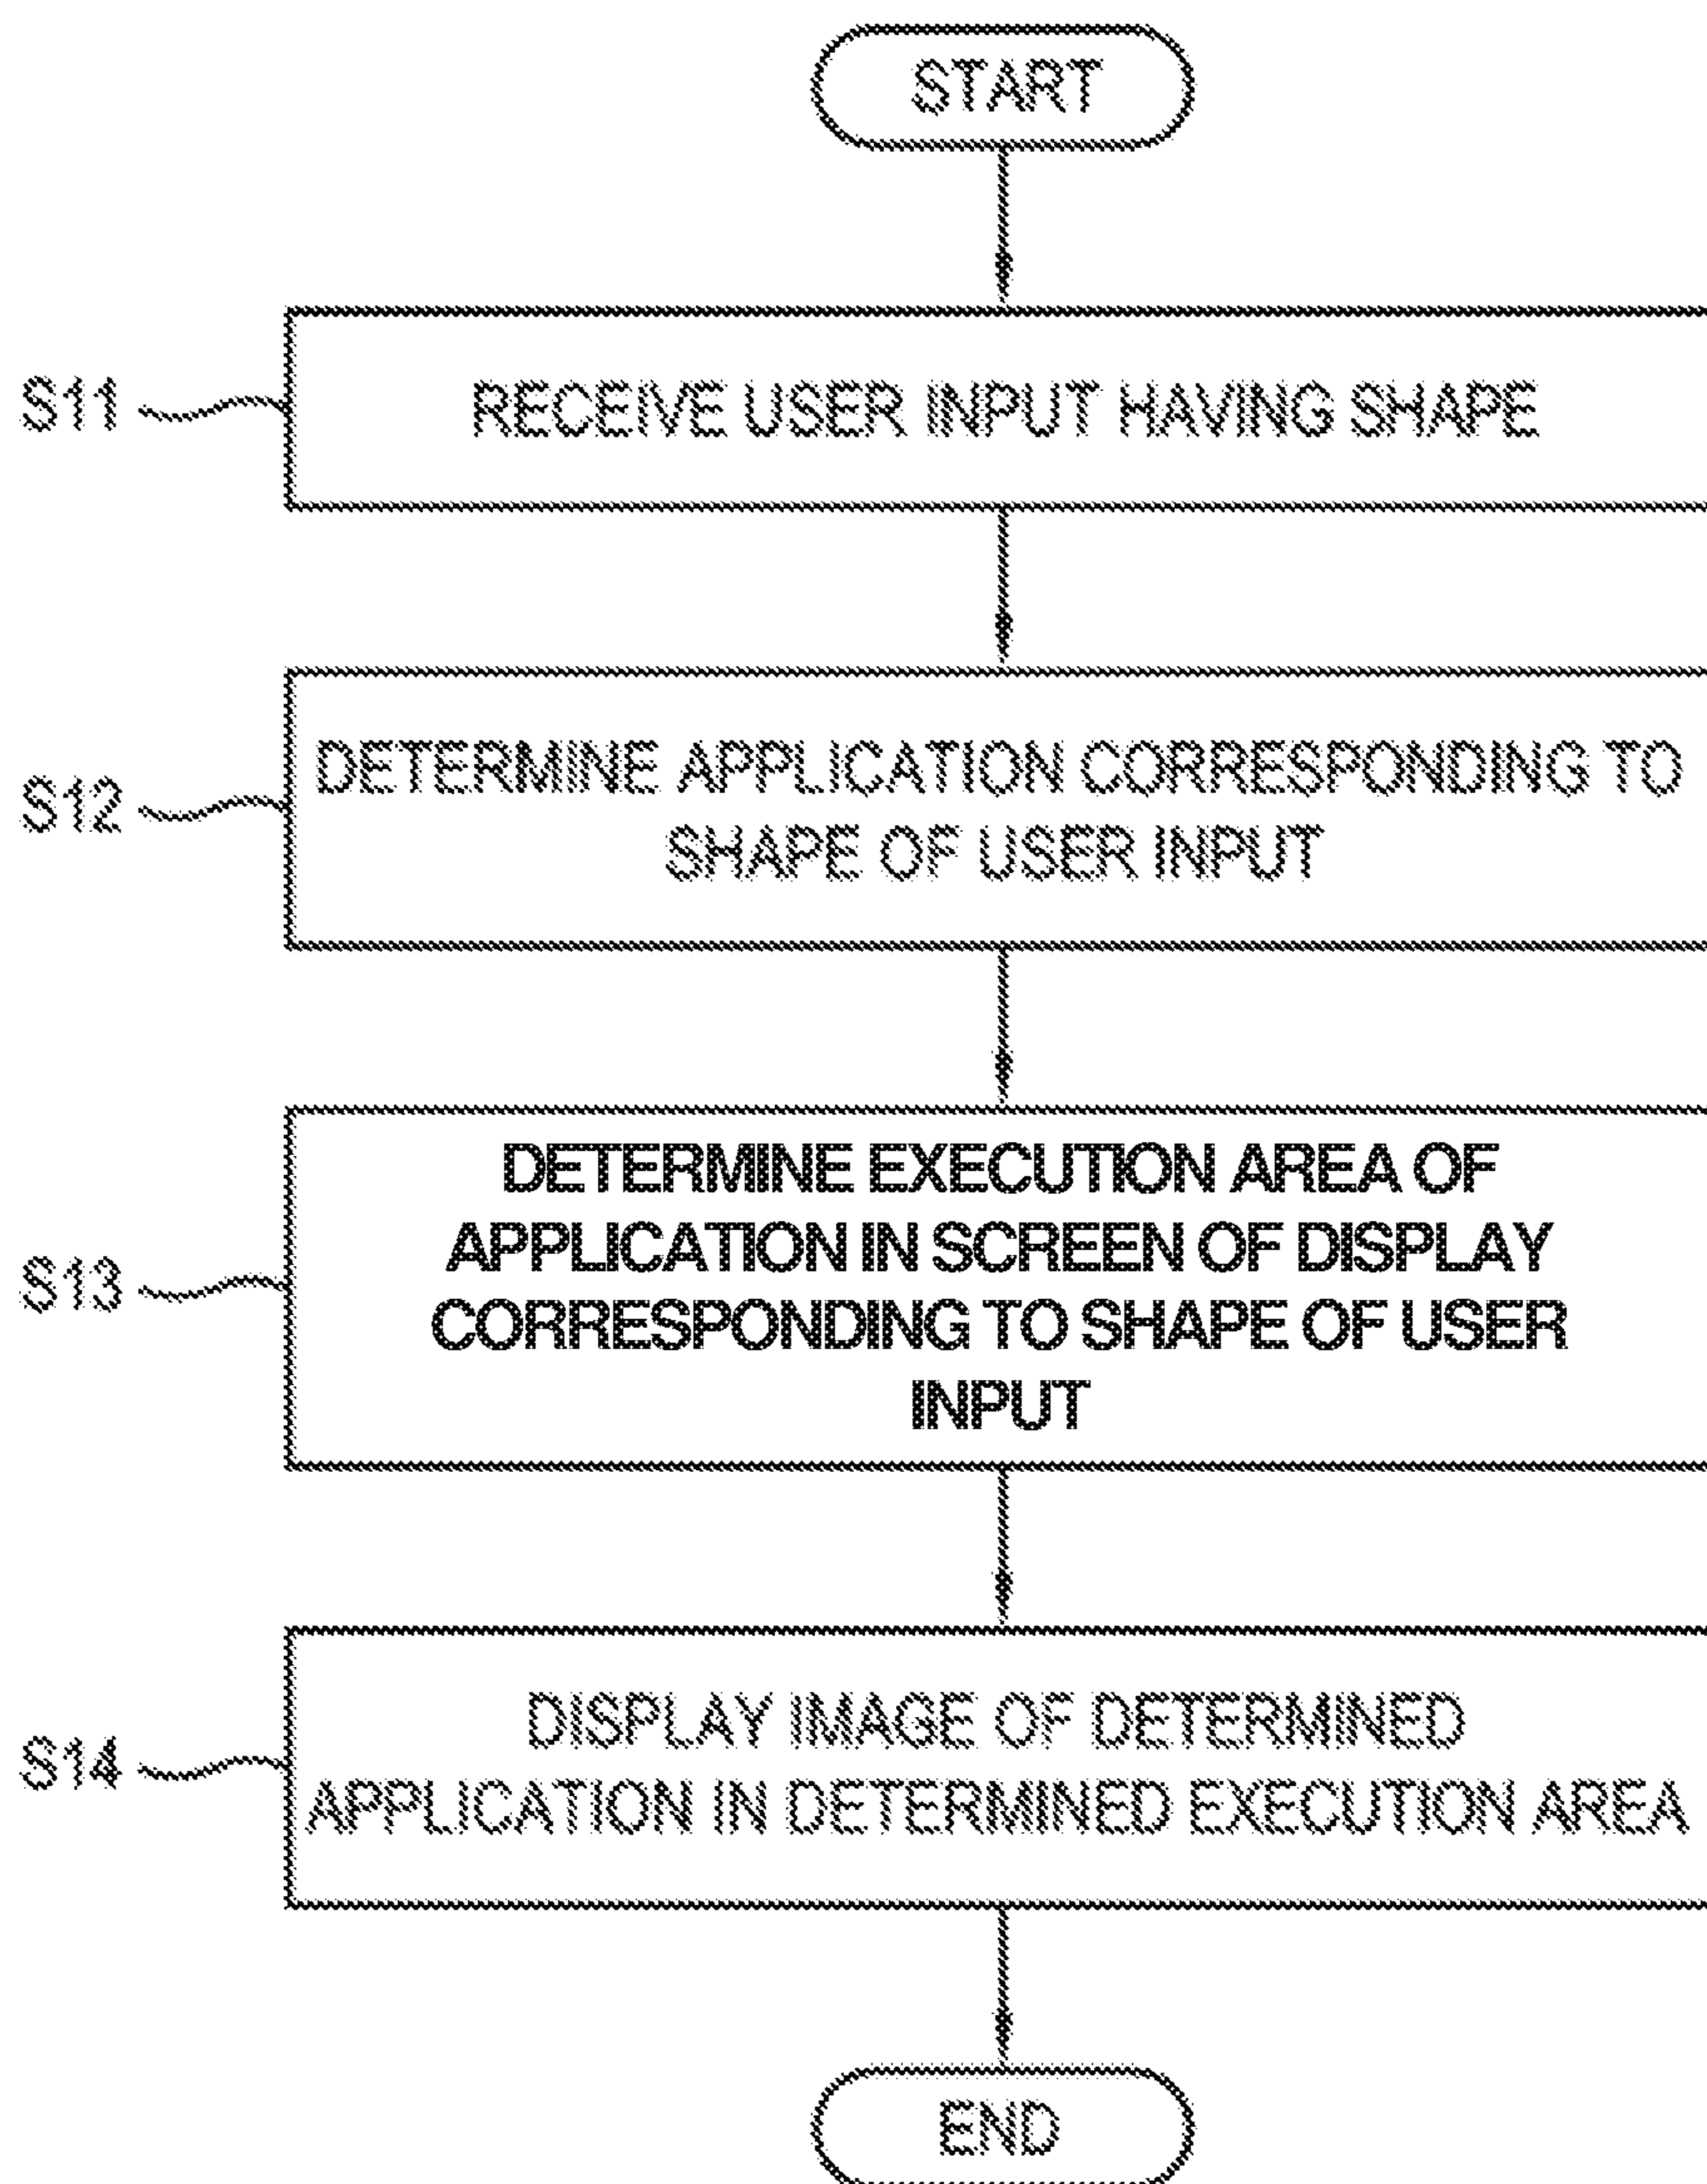 START
S11
RECEIVE USER INPUT HAVING SHAPE
S12
DETERMINE APPLICATION CORRESPONDING TO
SHAPE OF USER INPUT
S13
DETERMINE EXECUTION AREA OF
APPLICATION IN SCREEN OF DISPLAY
CORRESPONDING TO SHAPE OF USER
INPUT
S14
DISPLAY IMAGE OF DETERMINED
APPLICATION IN DETERMINED EXECUTION AREA
END